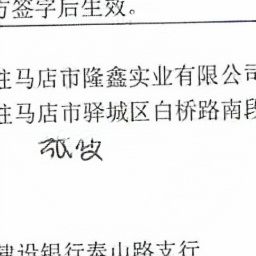 方签字后生效。
驻马店市隆鑫实业有限公司
驻马店市驿城区白桥路南段
建设银行泰山路支行